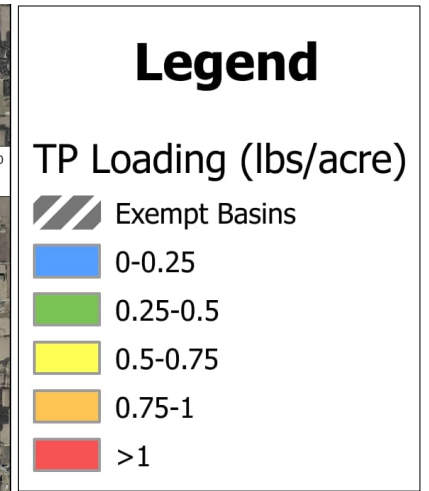 Legend
TP Loading (lbs/acre)
Exempt Basins
0-0.25
0.25-0.5
0.5-0.75
0.75-1
>1